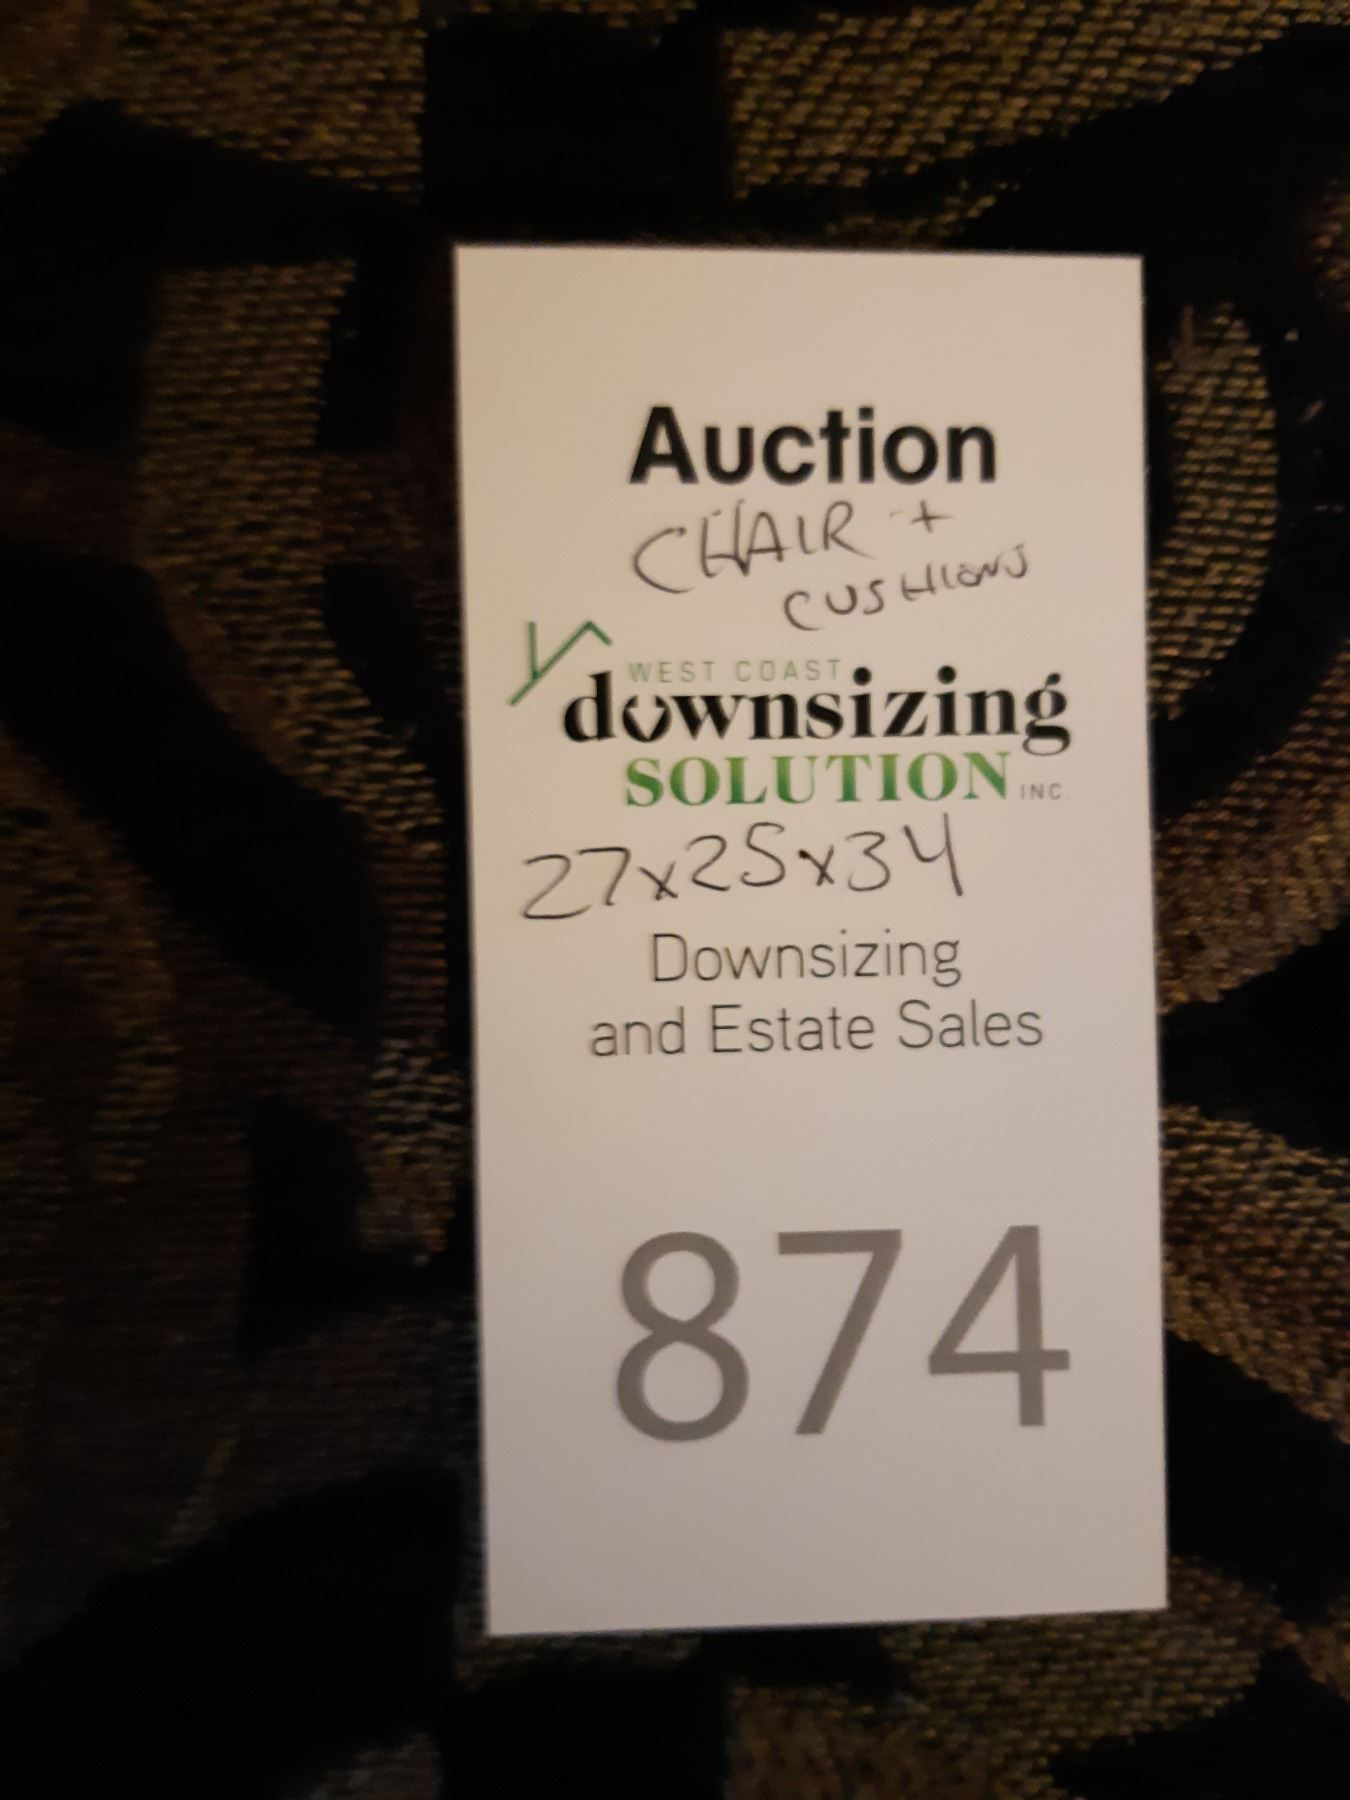 Auction
CHAIR +
CUSHIONS
WEST COAST
downsizing
SOLUTION INC.
27x25x34
Downsizing
and Estate Sales
874